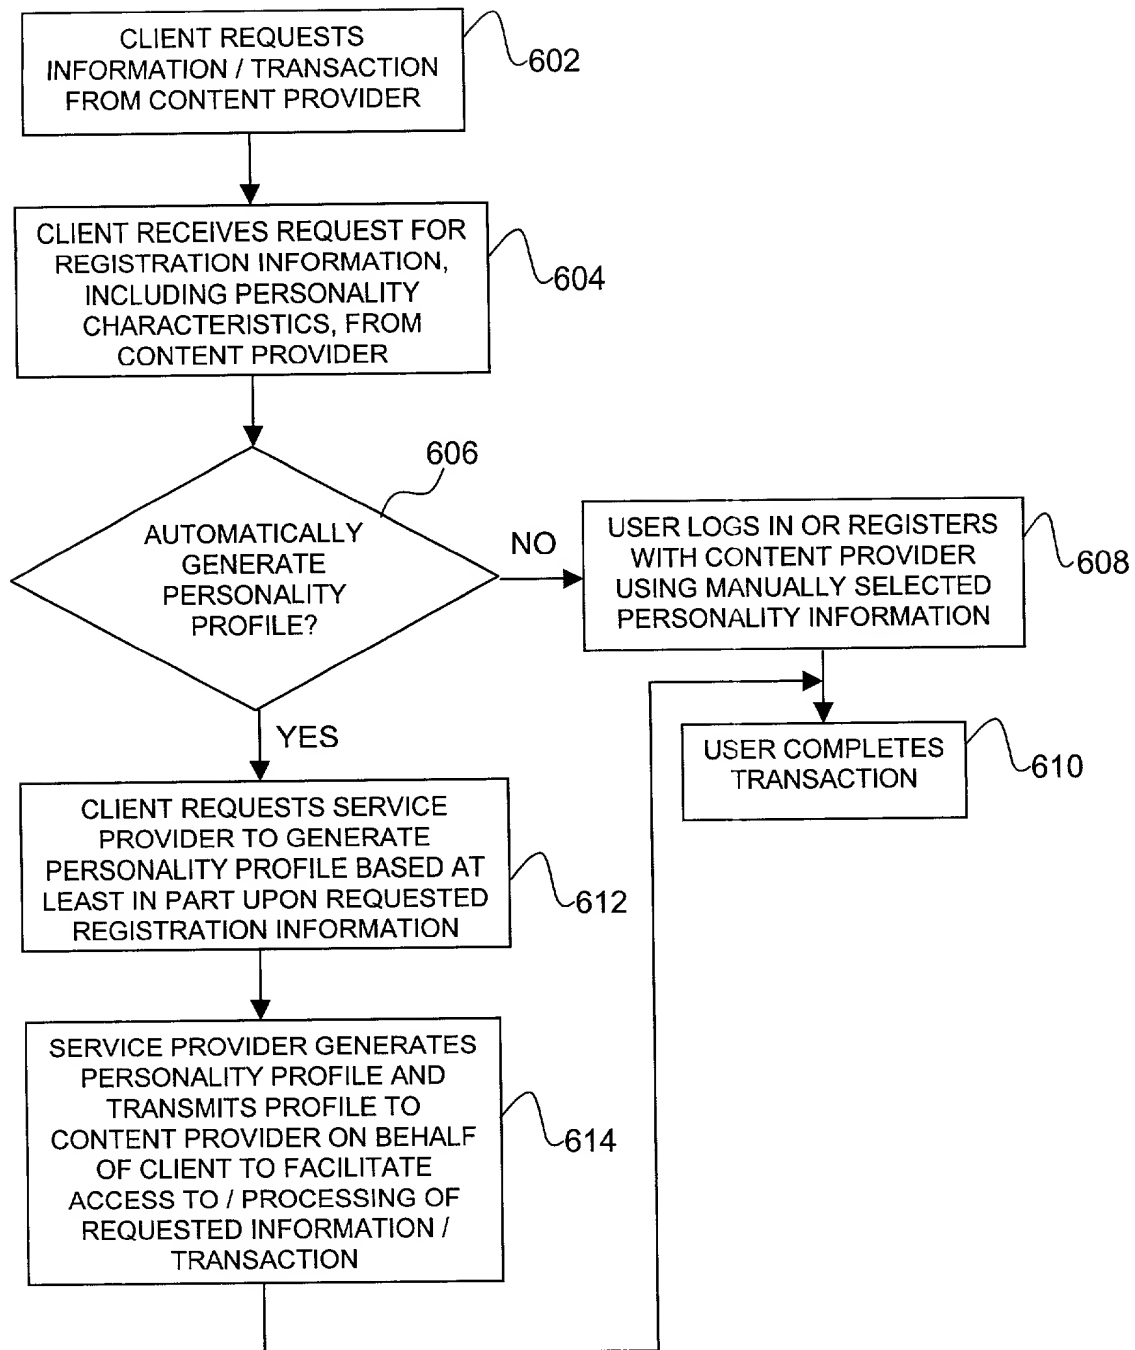 CLIENT REQUESTS
INFORMATION / TRANSACTION
FROM CONTENT PROVIDER
602
CLIENT RECEIVES REQUEST FOR
REGISTRATION INFORMATION,
INCLUDING PERSONALITY
CHARACTERISTICS, FROM
CONTENT PROVIDER
604
606
AUTOMATICALLY
GENERATE
PERSONALITY
PROFILE?
NO
USER LOGS IN OR REGISTERS
WITH CONTENT PROVIDER
USING MANUALLY SELECTED
PERSONALITY INFORMATION
608
YES
USER COMPLETES
TRANSACTION
610
CLIENT REQUESTS SERVICE
PROVIDER TO GENERATE
PERSONALITY PROFILE BASED AT
LEAST IN PART UPON REQUESTED
REGISTRATION INFORMATION
612
SERVICE PROVIDER GENERATES
PERSONALITY PROFILE AND
TRANSMITS PROFILE TO
CONTENT PROVIDER ON BEHALF
OF CLIENT TO FACILITATE
ACCESS TO / PROCESSING OF
REQUESTED INFORMATION /
TRANSACTION
614